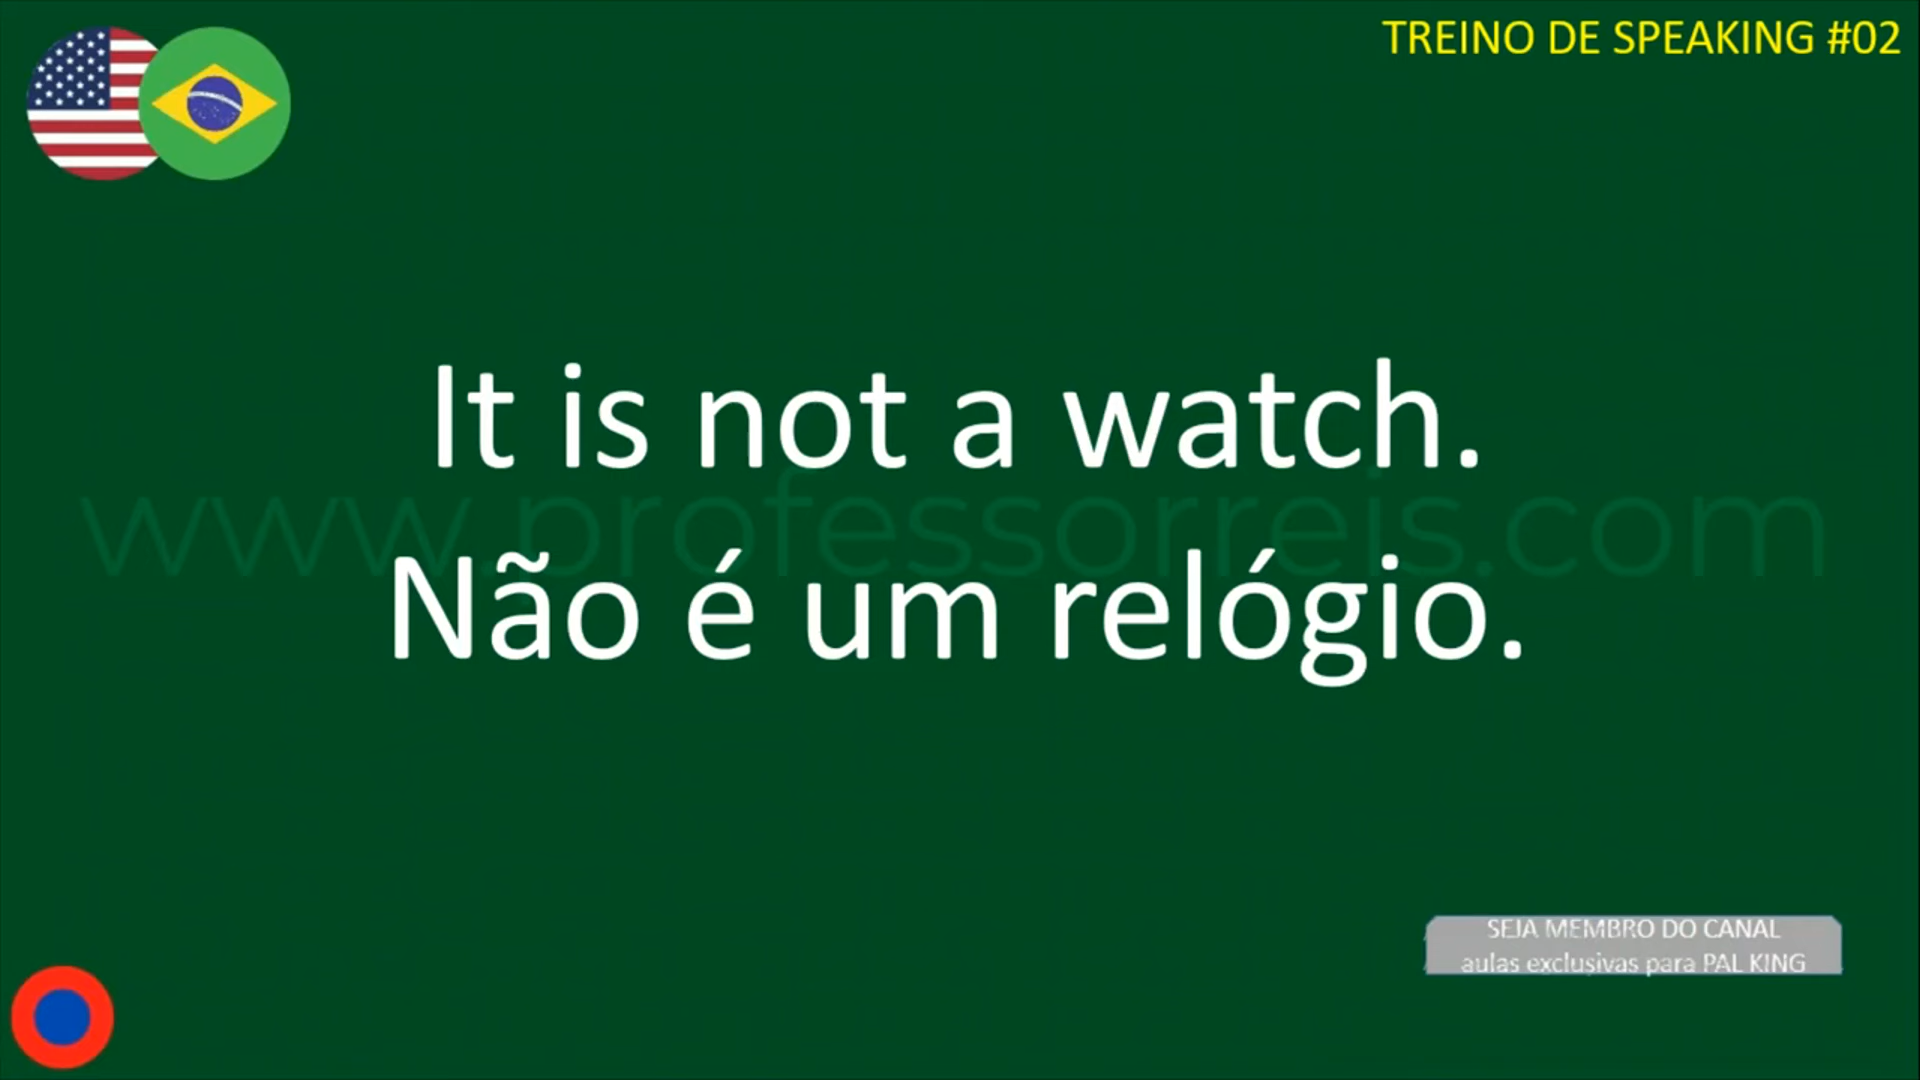 TREINO DE SPEAKING #02
It is not a watch.
www.professorreis.com
Não é um relógio.
SEJA MEMBRO DO CANAL
aulas exclusivas para PAL KING